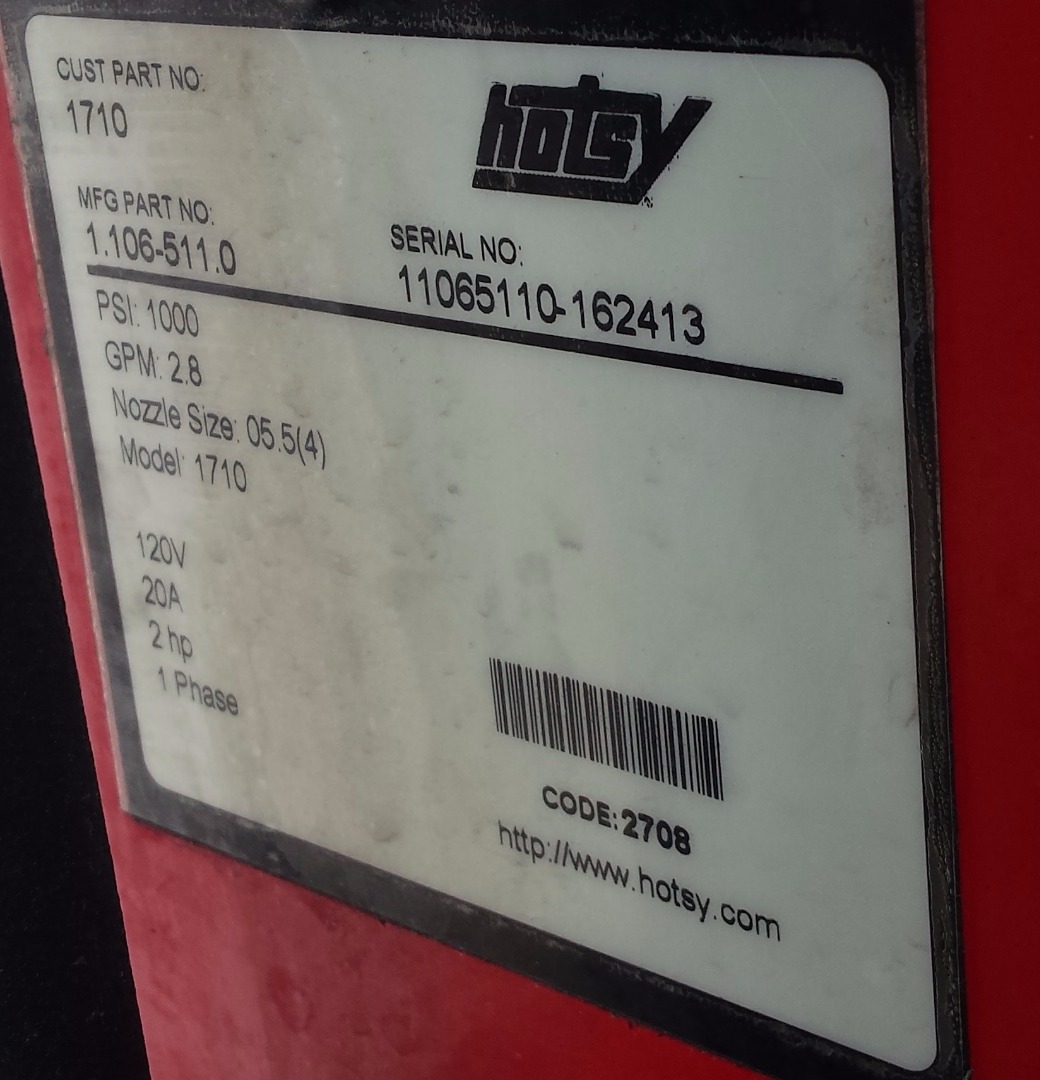 CUST PART NO:
1710
hotsy
MFG PART NO:
1.106-511.0
SERIAL NO:
11065110-162413
PSI: 1000
GPM: 2.8
Nozzle Size: 05.5(4)
Model: 1710
120V
20A
2 hp
1 Phase
CODE:2708
http://www.hotsy.com